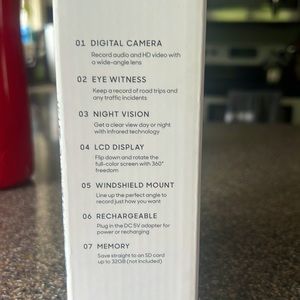 01 DIGITAL CAMERA
Record audio and HD video with
a wide-angle lens
02 EYE WITNESS
Keep a record of road trips and
any traffic incidents
03 NIGHT VISION
Get a clear view day or night
with infrared technology
04 LCD DISPLAY
Flip down and rotate the
full-color screen with 360°
freedom
05 WINDSHIELD MOUNT
Line up the perfect angle to
record just how you want
06 RECHARGEABLE
Plug in the DC 5V adapter for
power or recharging
07 MEMORY
Save straight to an SD card
up to 32GB (not included)